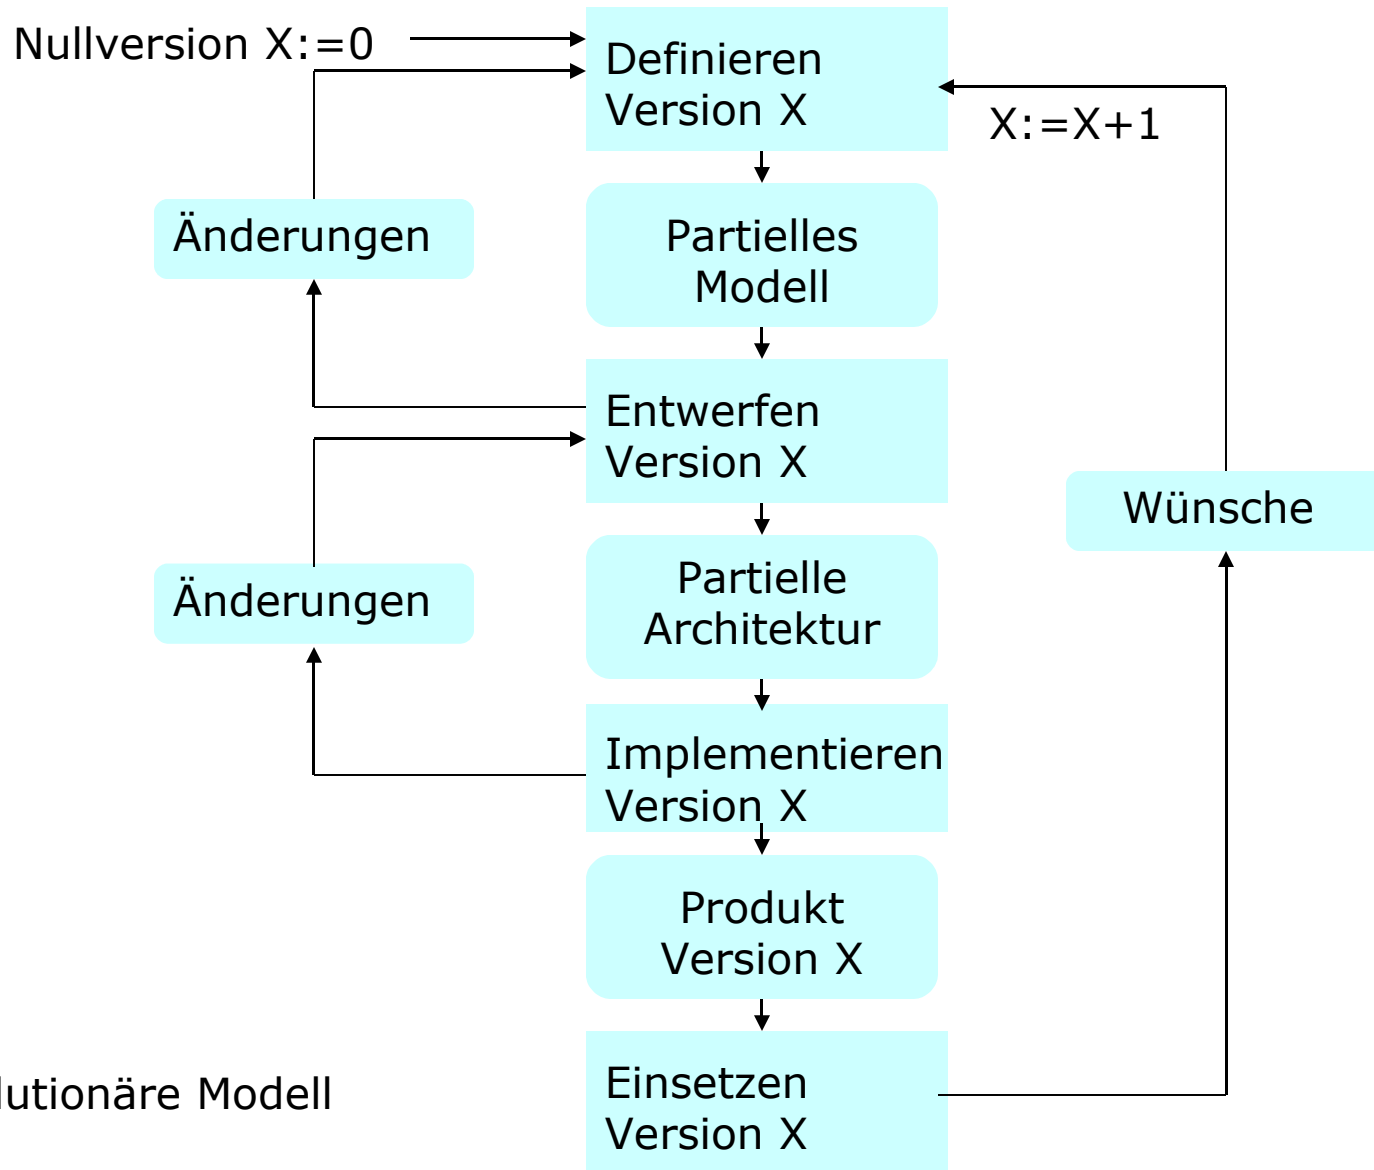 Nullversion X:=0
Definieren
Version X
X:=X+1
Änderungen
Partielles
Modell
Entwerfen
Version X
Wünsche
Partielle
Architektur
Änderungen
Implementieren
Version X
Produkt
Version X
Einsetzen
Version X
lutionäre Modell